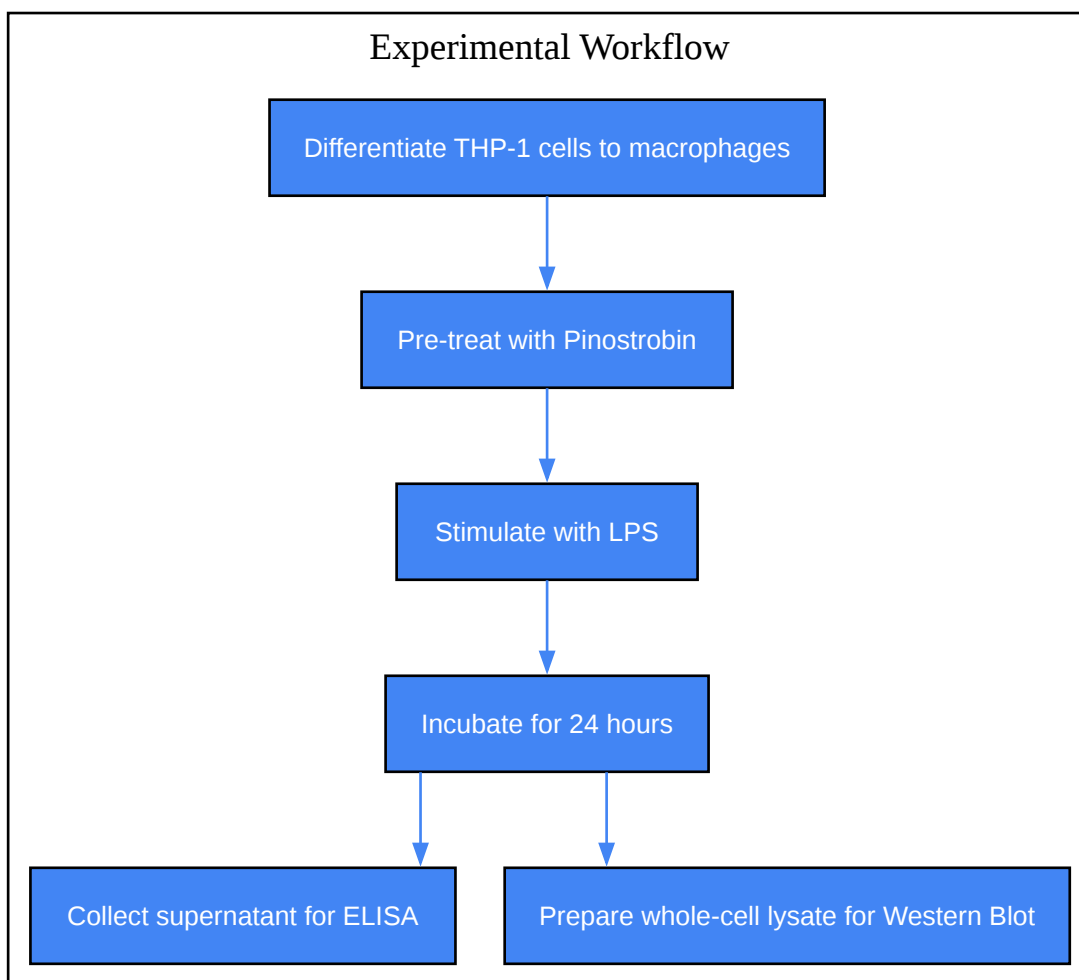 Experimental Workflow
Differentiate THP-1 cells to macrophages
Pre-treat with Pinostrobin
Stimulate with LPS
Incubate for 24 hours
Collect supernatant for ELISA
Prepare whole-cell lysate for Western Blot